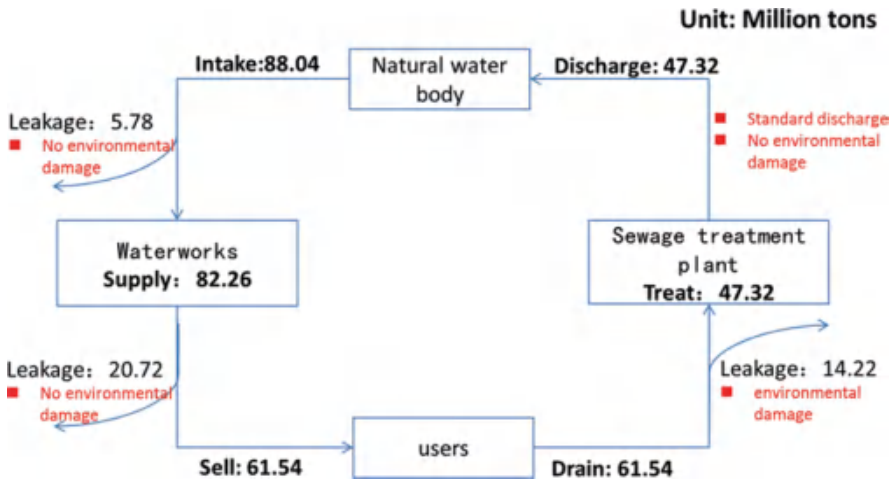 Unit: Million tons
Intake:88.04
Natural water
body
Discharge: 47.32
Leakage: 5.78
No environmental
damage
Standard discharge
No environmental
damage
Waterworks
Supply: 82.26
Sewage treatment
plant
Treat: 47.32
Leakage: 20.72
No environmental
damage
Leakage: 14.22
environmental
damage
users
Sell: 61.54
Drain: 61.54